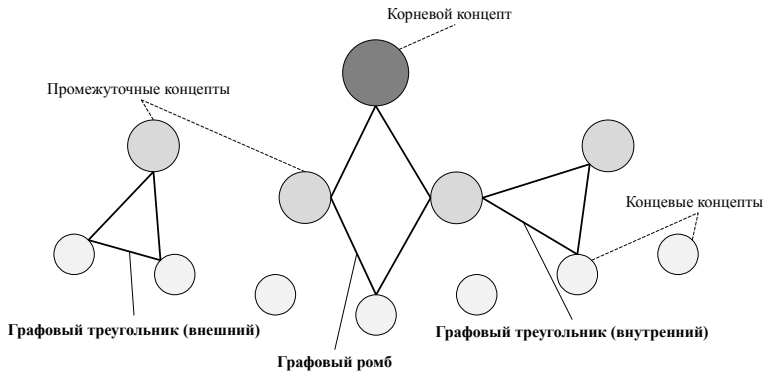 Корневой концепт
Промежуточные концепты
Концевые концепты
Графовый треугольник (внешний)
Графовый треугольник (внутренний)
Графовый ромб